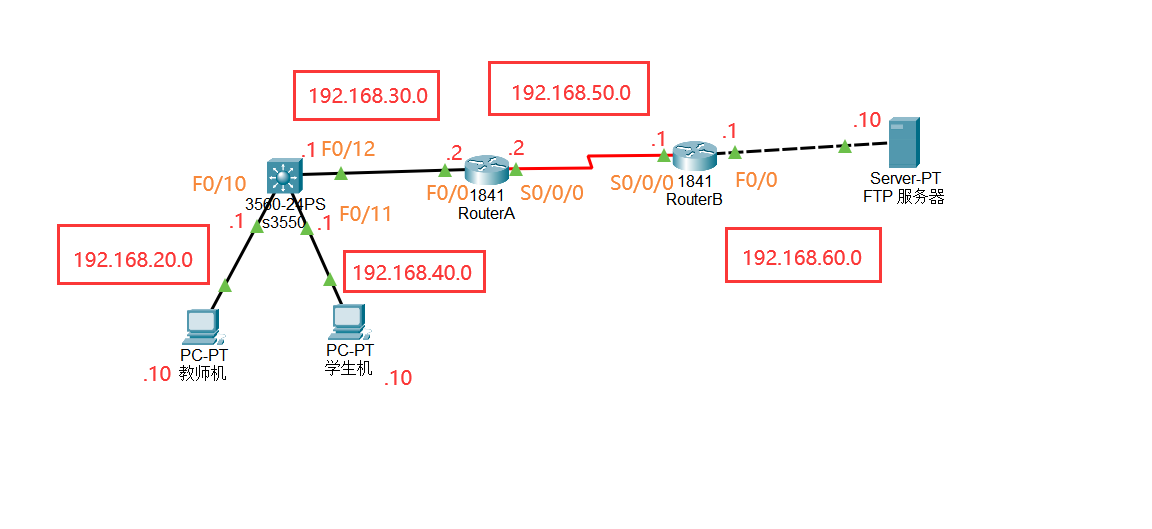 192.168.30.0
192.168.50.0
.1
F0/12
.2
.2
.1
.1
.10
F0/10
F0/0
1841
RouterA
S0/0/0
S0/0/0
1841
RouterB
F0/0
Server-PT
FTP 服务器
3560-24PS
s3550
.1
.1
F0/11
192.168.20.0
192.168.40.0
192.168.60.0
PC-PT
教师机
.10
PC-PT
学生机
.10